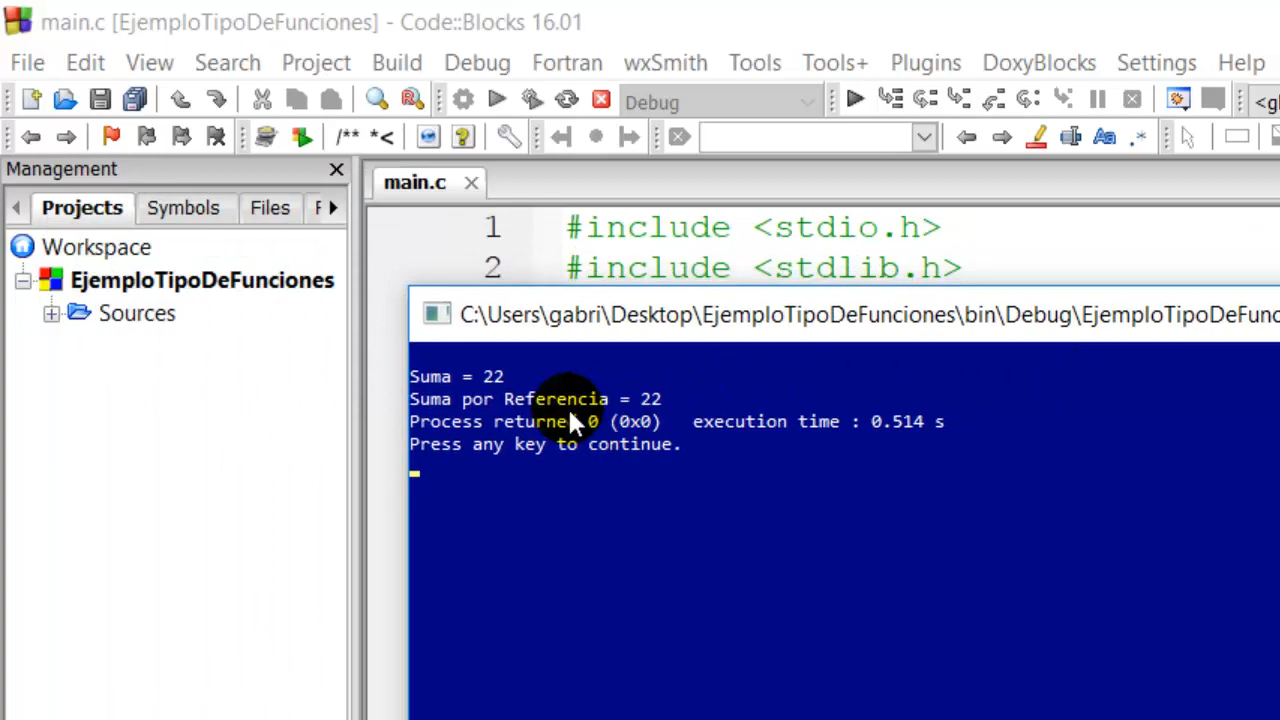 main.c [EjemploTipoDeFunciones] - Code::Blocks 16.01
File Edit View Search Project Build Debug Fortran wxSmith Tools Tools+ Plugins DoxyBlocks Settings Help
Debug <gl
/** *<
Management
main.c
Projects Symbols Files F
1 #include <stdio.h>
Workspace
2 #include <stdlib.h>
EjemploTipoDeFunciones
Sources
C:\Users\gabri\Desktop\EjemploTipoDeFunciones\bin\Debug\EjemploTipoDeFunc
Suma = 22
Suma por Referencia = 22
Process returned 0 (0x0) execution time : 0.514 s
Press any key to continue.